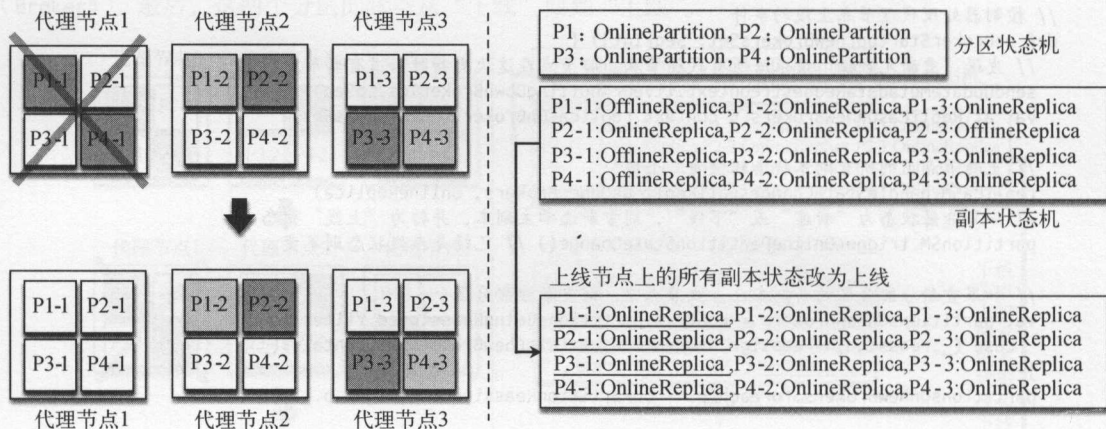 代理节点1
代理节点2
代理节点3
P1-1 P2-1
P3-1 P4-1
P1-2 P2-2
P3-2 P4-2
P1-3 P2-3
P3-3 P4-3
P1-1 P2-1
P3-1
P1-2 P2-2
P3-2 P4-2
P1-3 P2-3
P3-3 P4-3
代理节点1
代理节点2
代理节点3
P1：OnlinePartition, P2：OnlinePartition
P3：OnlinePartition, P4：OnlinePartition
分区状态机
P1-1:OfflineReplica,P1-2:OnlineReplica,P1-3:OnlineReplica
P2-1:OnlineReplica,P2-2:OnlineReplica,P2-3:OfflineReplica
P3-1:OfflineReplica,P3-2:OnlineReplica,P3-3:OnlineReplica
P4-1:OfflineReplica,P4-2:OnlineReplica,P4-3:OnlineReplica
副本状态机
上线节点上的所有副本状态改为上线
P1-1:OnlineReplica,P1-2:OnlineReplica,P1-3:OnlineReplica
P2-1:OnlineReplica,P2-2:OnlineReplica,P2-3:OnlineReplica
P3-1:OnlineReplica,P3-2:OnlineReplica,P3-3:OnlineReplica
P4-1:OnlineReplica,P4-2:OnlineReplica,P4-3:OnlineReplica